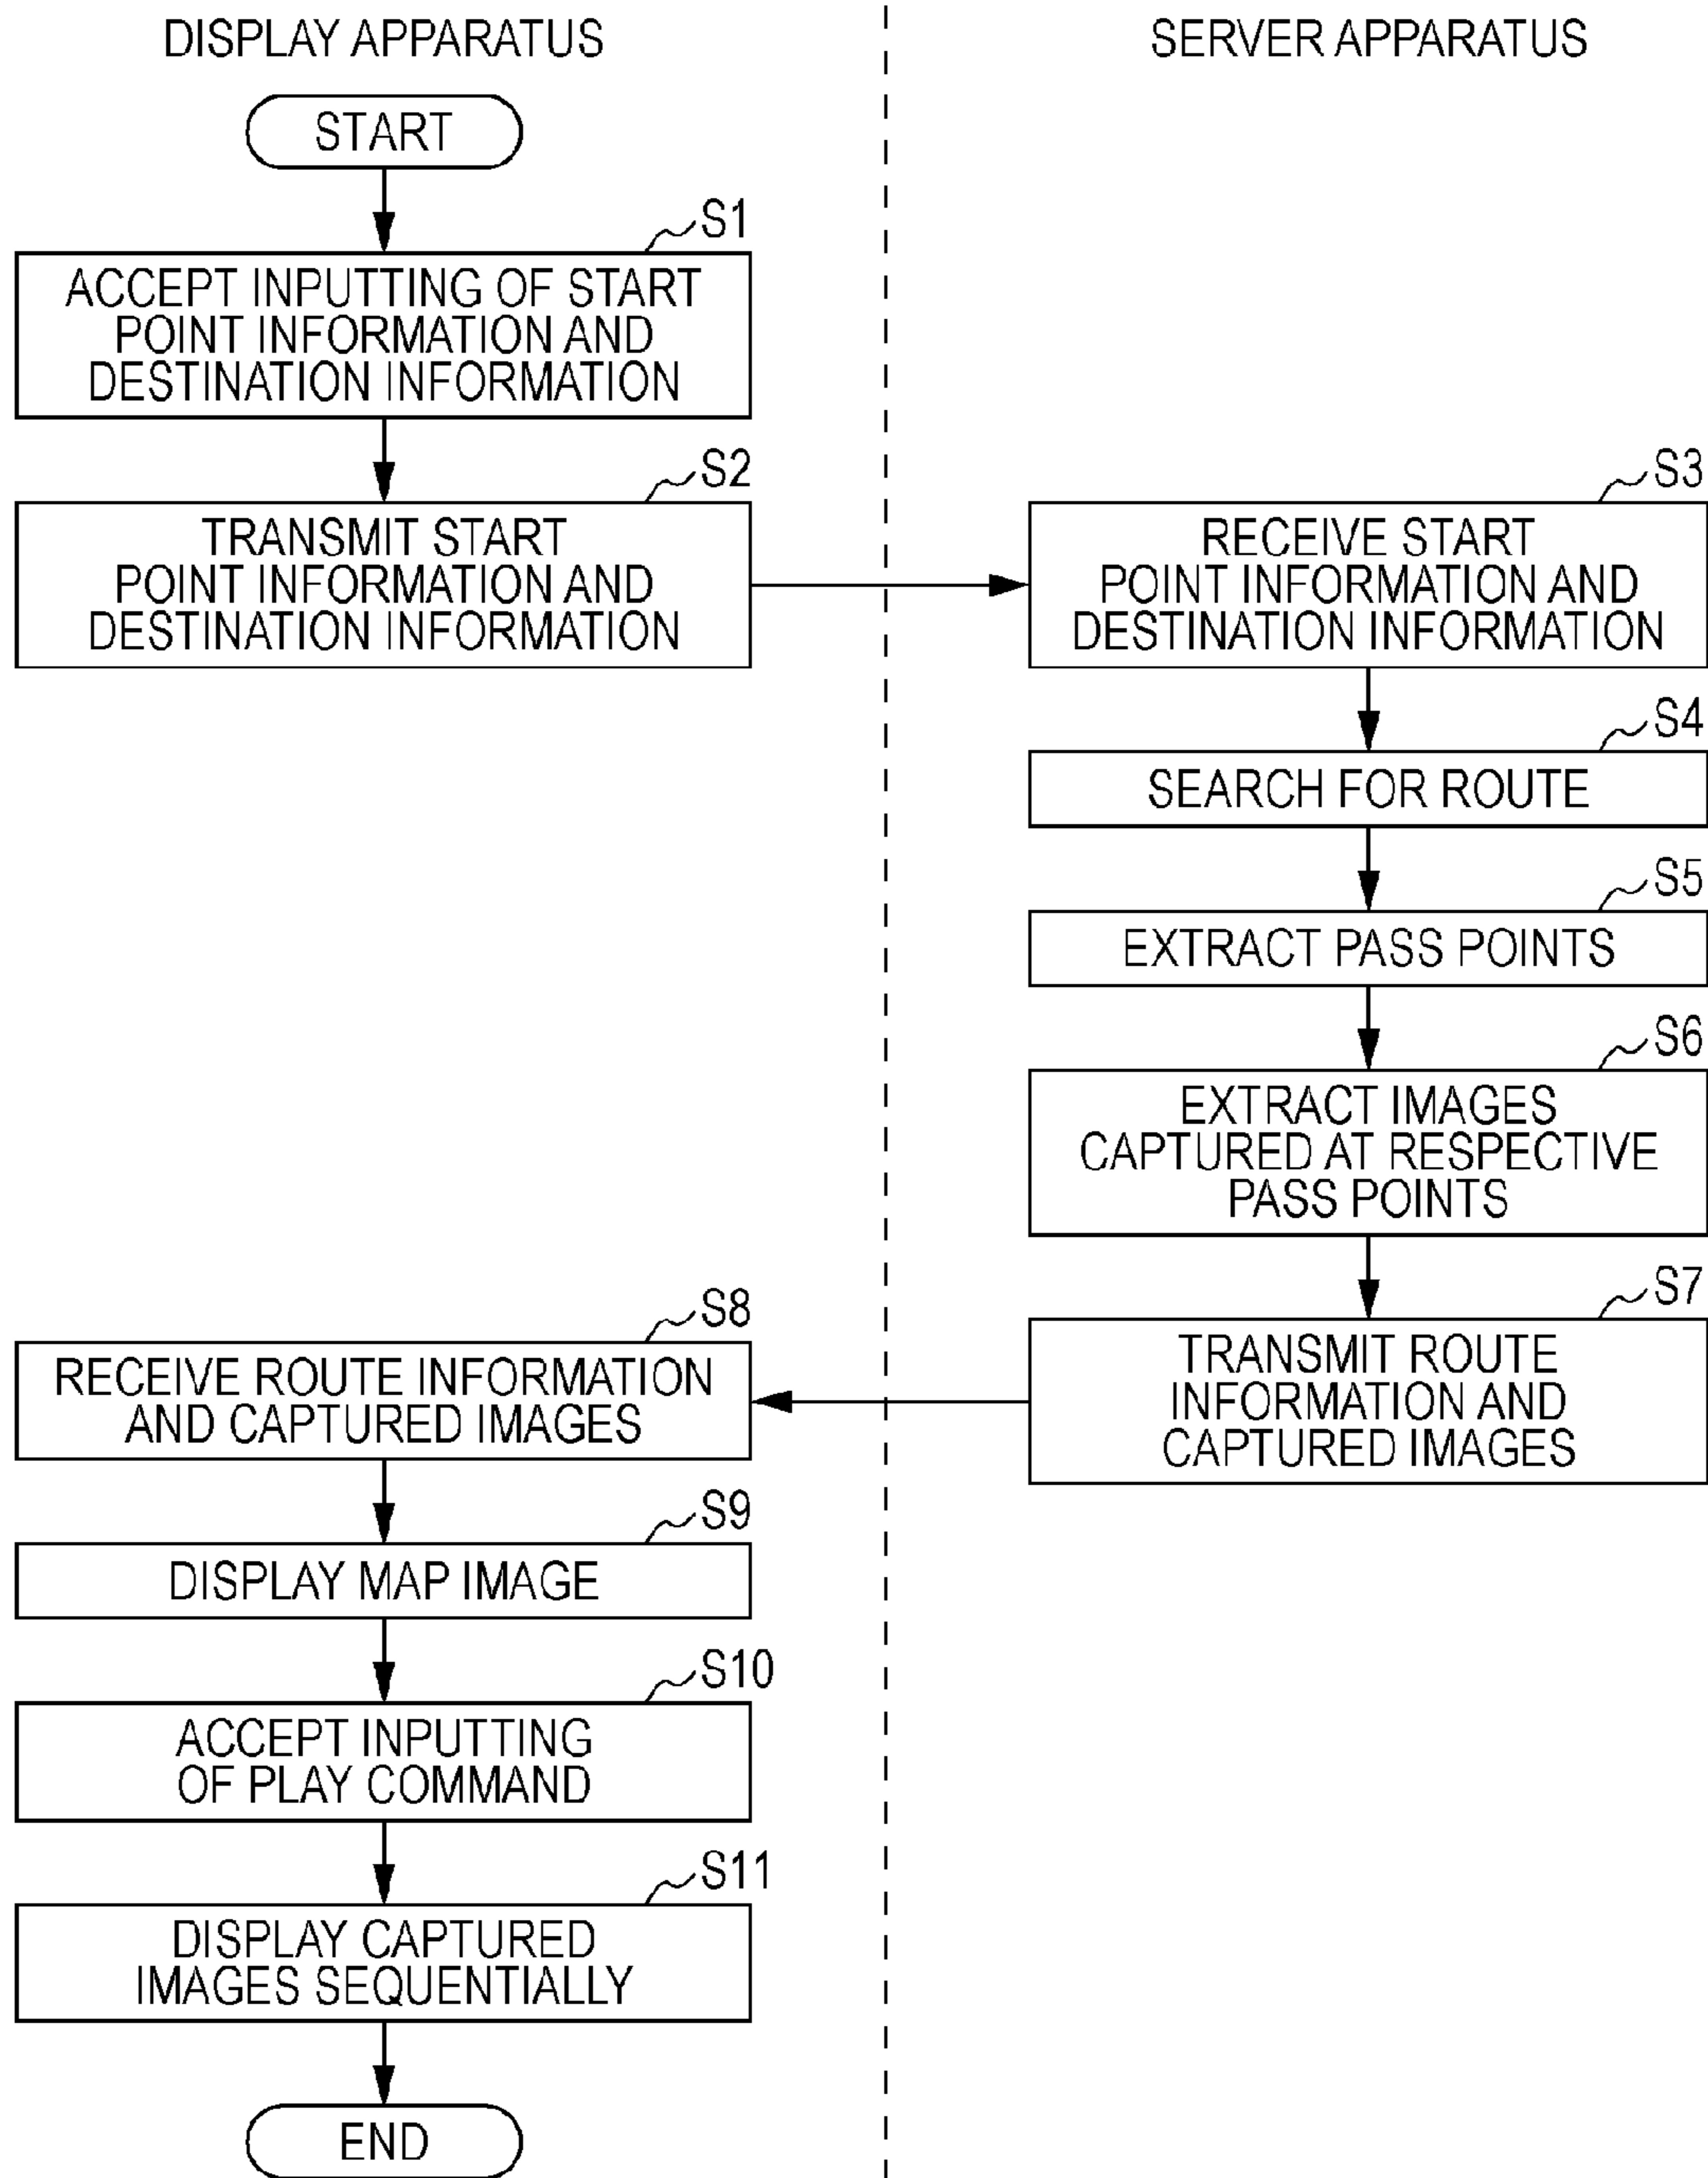 DISPLAY APPARATUS
SERVER APPARATUS
START
S1
ACCEPT INPUTTING OF START
POINT INFORMATION AND
DESTINATION INFORMATION
S2
TRANSMIT START
POINT INFORMATION AND
DESTINATION INFORMATION
S3
RECEIVE START
POINT INFORMATION AND
DESTINATION INFORMATION
S4
SEARCH FOR ROUTE
S5
EXTRACT PASS POINTS
S6
EXTRACT IMAGES
CAPTURED AT RESPECTIVE
PASS POINTS
S7
TRANSMIT ROUTE
INFORMATION AND
CAPTURED IMAGES
S8
RECEIVE ROUTE INFORMATION
AND CAPTURED IMAGES
S9
DISPLAY MAP IMAGE
S10
ACCEPT INPUTTING
OF PLAY COMMAND
S11
DISPLAY CAPTURED
IMAGES SEQUENTIALLY
END